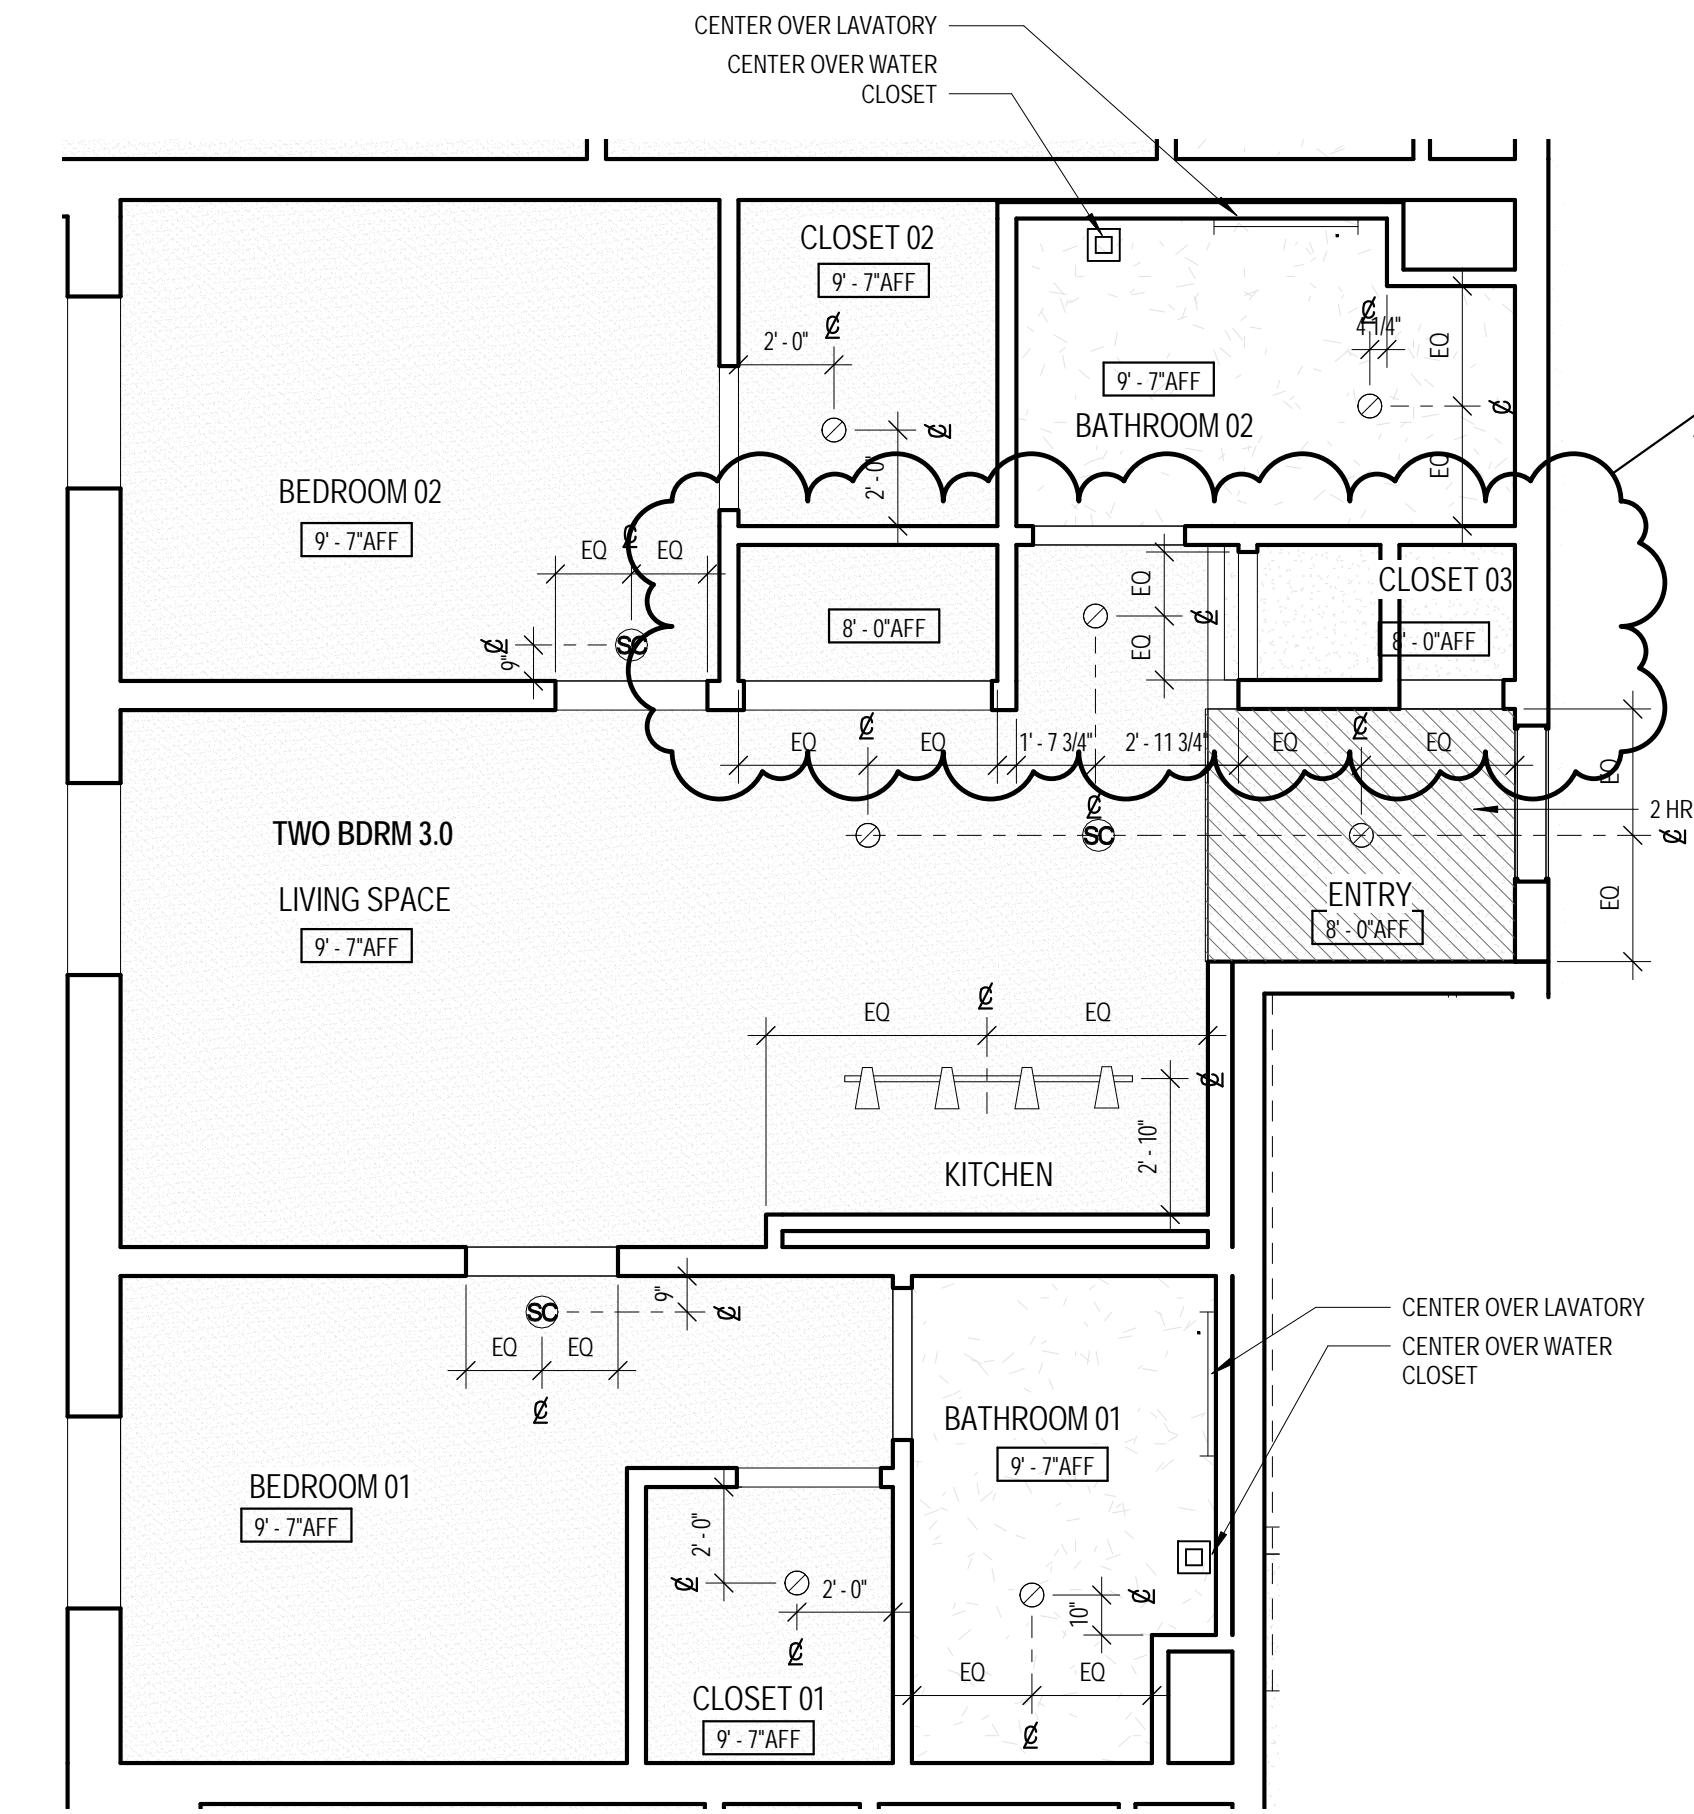 CENTER OVER LAVATORY
CENTER OVER WATER
CLOSET
CLOSET 02
9' - 7"AFF
2' - 0"
℄
4 1/4"
℄
EQ
9' - 7"AFF
BATHROOM 02
℄
℄
2' - 0"
EQ
BEDROOM 02
9' - 7"AFF
EQ
℄
EQ
℄
9"
SC
8' - 0"AFF
EQ
EQ
℄
CLOSET 03
8' - 0"AFF
EQ
℄
EQ
1' - 7 3/4"
2' - 11 3/4"
EQ
℄
EQ
EQ
2 HR
℄
TWO BDRM 3.0
℄
SC
LIVING SPACE
9' - 7"AFF
ENTRY
8' - 0"AFF
EQ
EQ
℄
EQ
℄
2' - 10"
KITCHEN
SC
9"
℄
EQ
EQ
℄
CENTER OVER LAVATORY
CENTER OVER WATER
CLOSET
BATHROOM 01
9' - 7"AFF
BEDROOM 01
9' - 7"AFF
2' - 0"
℄
2' - 0"
℄
℄
10"
EQ
EQ
℄
CLOSET 01
9' - 7"AFF